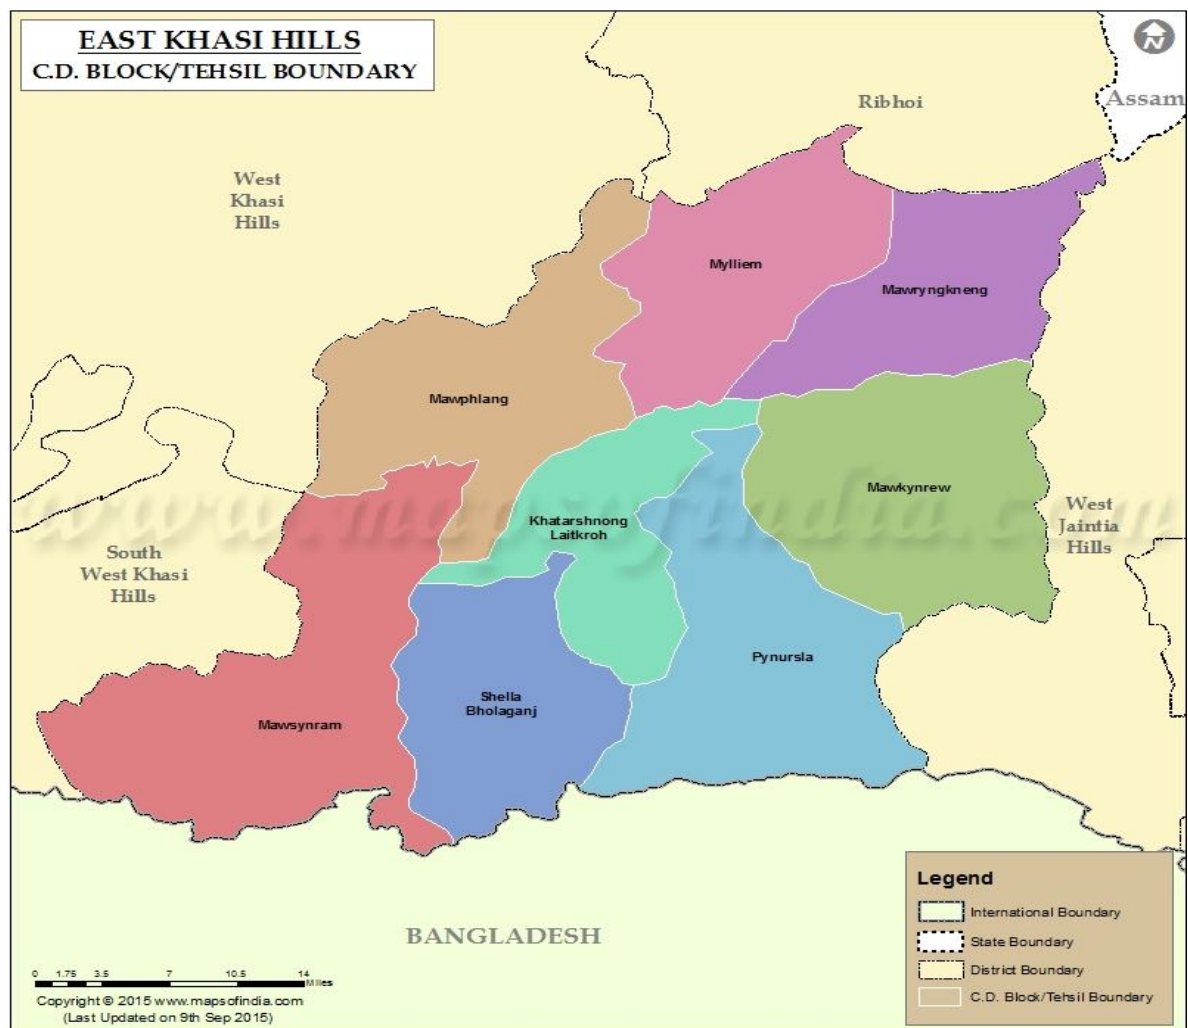 EAST KHASI HILLS
C.D. BLOCK/TEHSIL BOUNDARY
N
Assam
Ribhoi
West
Khasi
Hills
Mylliem
Mawryngkneng
Mawphlang
Mawkynrew
www.mapsofindia.com
West
Jaintia
Hills
Khatarshnong
Laitkroh
South
West Khasi
Hills
Pynursla
Shella
Bholaganj
Mawsynram
BANGLADESH
Legend
International Boundary
State Boundary
District Boundary
C.D. Block/Tehsil Boundary
0 1.75 3.5 7 10.5 14
Miles
Copyright © 2015 www.mapsofindia.com
(Last Updated on 9th Sep 2015)